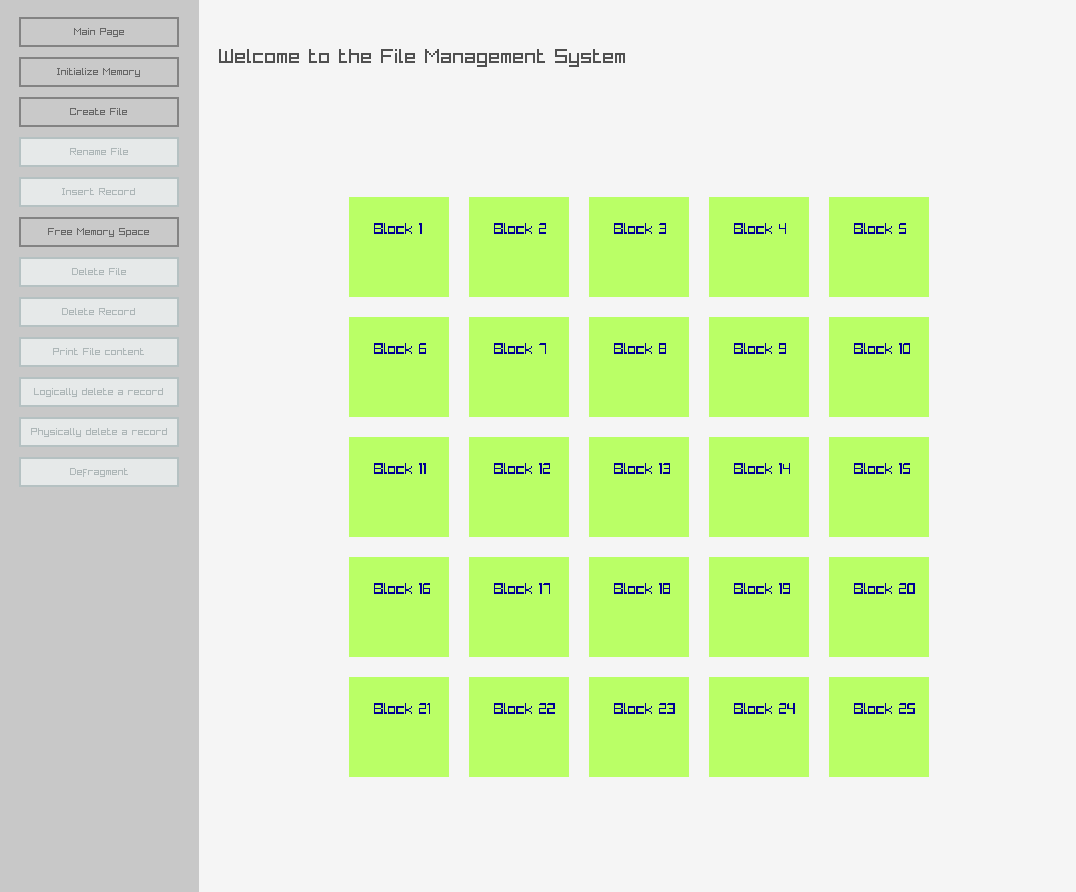 Main Page
Initialize Memory
Create File
Rename File
Insert Record
Free Memory Space
Delete File
Delete Record
Print File content
Logically delete a record
Physically delete a record
Defragment
Welcome to the File Management System
Block 1 Block 2 Block 3 Block 4 Block 5
Block 6 Block 7 Block 8 Block 9 Block 10
Block 11 Block 12 Block 13 Block 14 Block 15
Block 16 Block 17 Block 18 Block 19 Block 20
Block 21 Block 22 Block 23 Block 24 Block 25